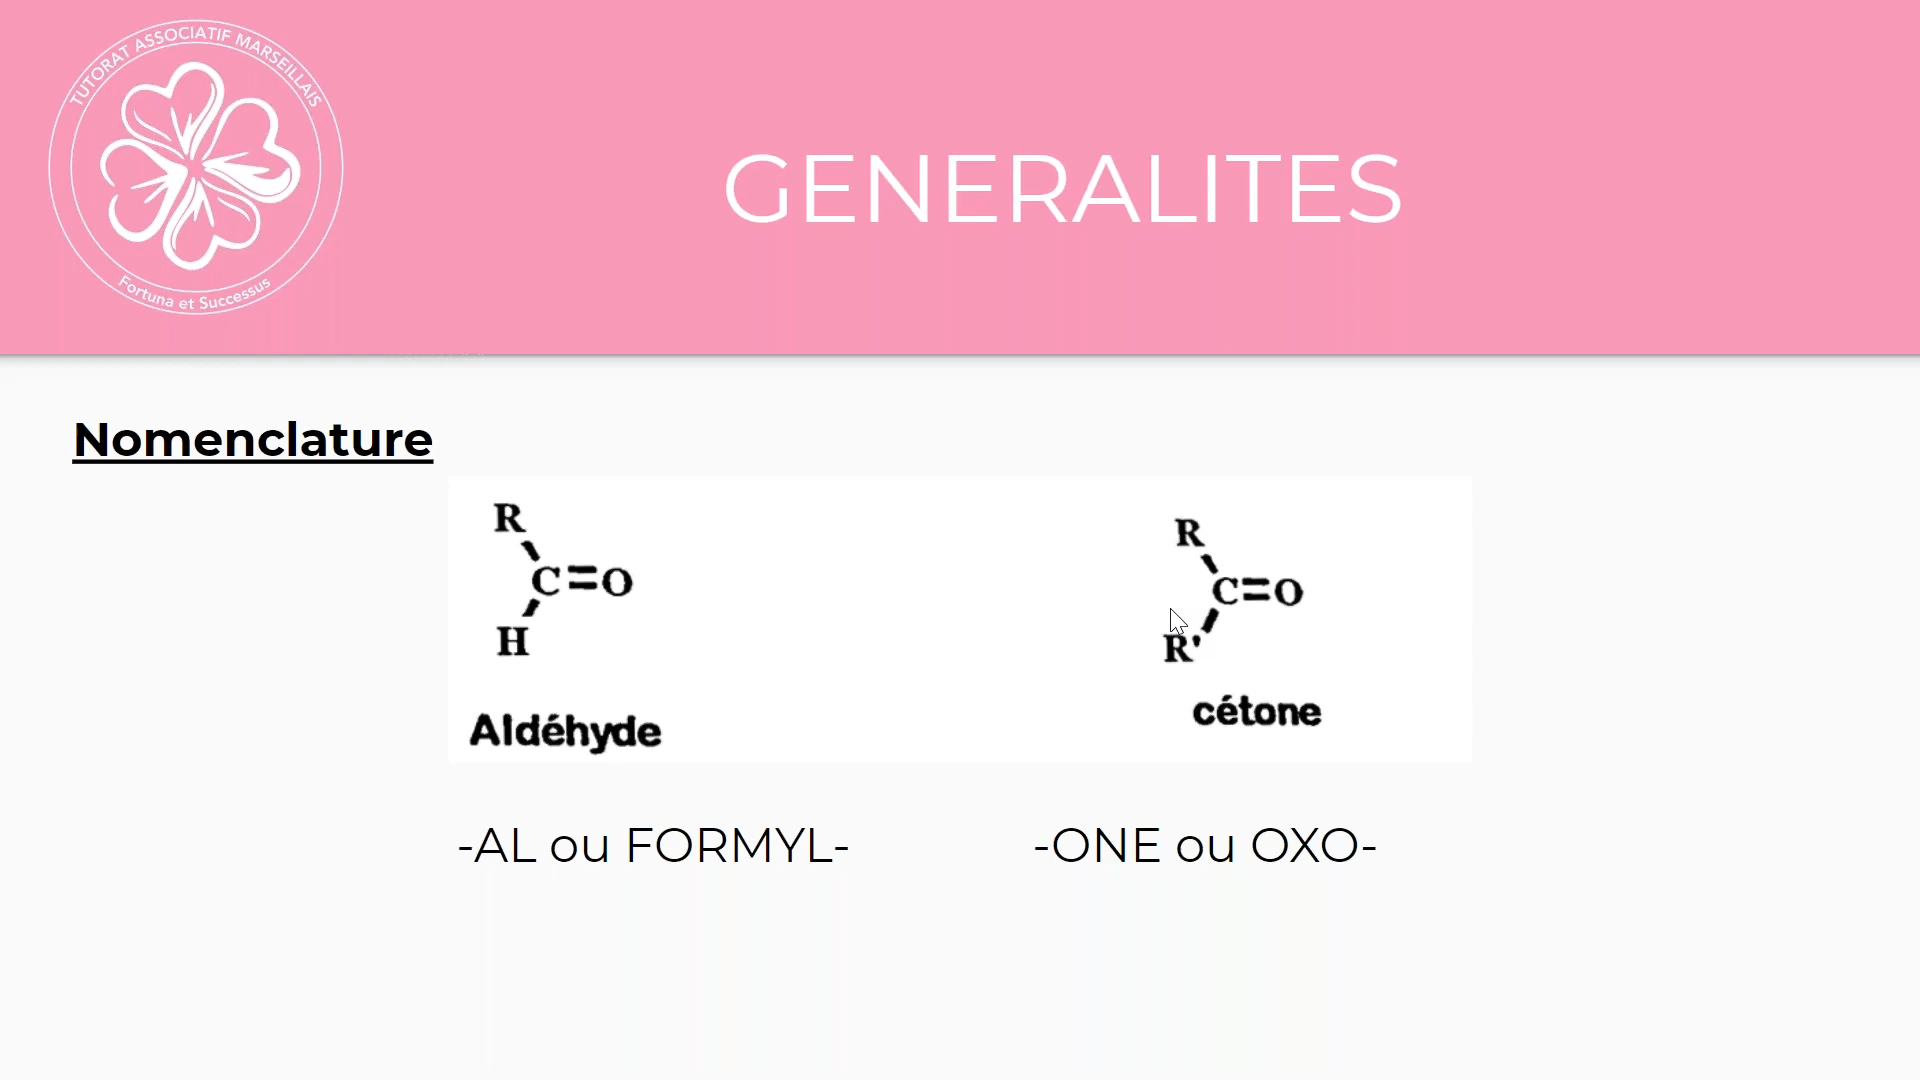 TUTORAT ASSOCIATIF MARSEILLAIS
Fortuna et Successus
GENERALITES
Nomenclature
R
C=O
H
Aldéhyde
R
C=O
R'
cétone
-AL ou FORMYL-
-ONE ou OXO-